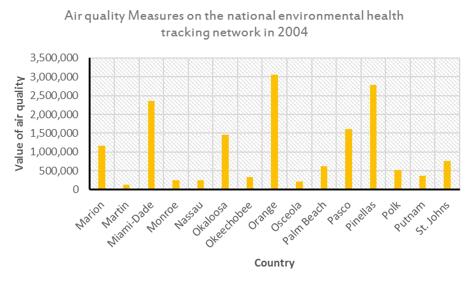 Air quality Measures on the national environmental health
tracking network in 2004
Value of air quality
3,500,000
3,000,000
2,500,000
2,000,000
1,500,000
1,000,000
500,000
0
Marion
Martin
Miami-Dade
Monroe
Nassau
Okaloosa
Okeechobee
Orange
Osceola
Palm Beach
Pasco
Pinellas
Polk
Putnam
St. Johns
Country